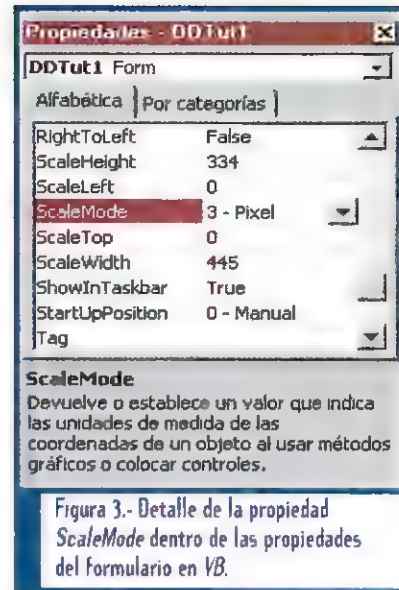 Propiedades - DDTut1
DDTut1 Form
Alfabética Por categorías
RightToLeft False
ScaleHeight 334
ScaleLeft 0
ScaleMode 3 - Pixel
ScaleTop 0
ScaleWidth 445
ShowInTaskbar True
StartUpPosition 0 - Manual
Tag
ScaleMode
Devuelve o establece un valor que indica
las unidades de medida de las
coordenadas de un objeto al usar métodos
gráficos o colocar controles.
Figura 3.- Detalle de la propiedad
ScaleMode dentro de las propiedades
del Formulario en VB.